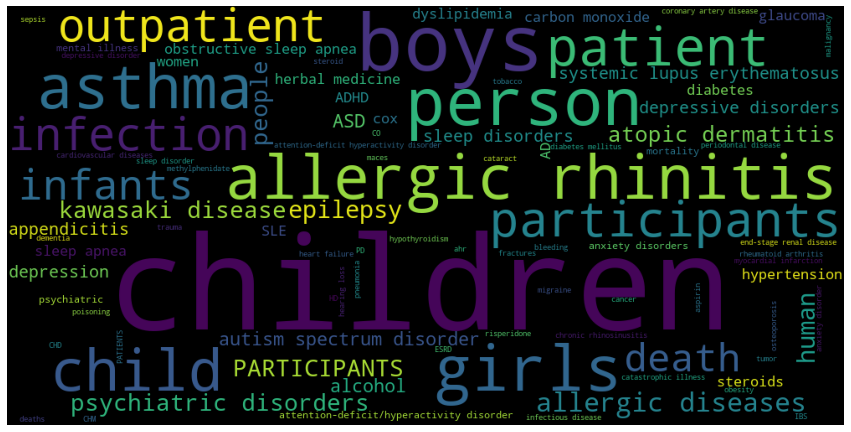 sepsis
outpatient
mental illness
depressive disorder
obstructive sleep apnea
women
steroid
dyslipidemia
boys
carbon monoxide
coronary artery disease
glaucoma
malignancy
patient
asthma
people
herbal medicine
ADHD
tobacco
systemic lupus erythematosus
diabetes
person
depressive disorders
infection
ASD
cox
CO
sleep disorders
AD
atopic dermatitis
cardiovascular diseases
attention-deficit hyperactivity disorder
diabetes mellitus
mortality
periodontal disease
sleep disorder
methylphenidate
maces
cataract
infants
allergic rhinitis
kawasaki disease
epilepsy
participants
appendicitis
trauma
SLE
dementia
sleep apnea
heart failure
PD
hypothyroidism
ahr
bleeding
fractures
anxiety disorders
end-stage renal disease
rheumatoid arthritis
myocardial infarction
depression
children
pneumonia
hearing loss
HD
migraine
cancer
aspirin
hypertension
psychiatric
poisoning
human
anxiety disorder
osteoporosis
CHD
PATIENTS
autism spectrum disorder
risperidone
ESRD
chronic rhinosinusitis
tumor
child
PARTICIPANTS
girls
death
alcohol
catastrophic illness
steroids
obesity
psychiatric disorders
allergic diseases
deaths
CHM
attention-deficit/hyperactivity disorder
infectious disease
IBS